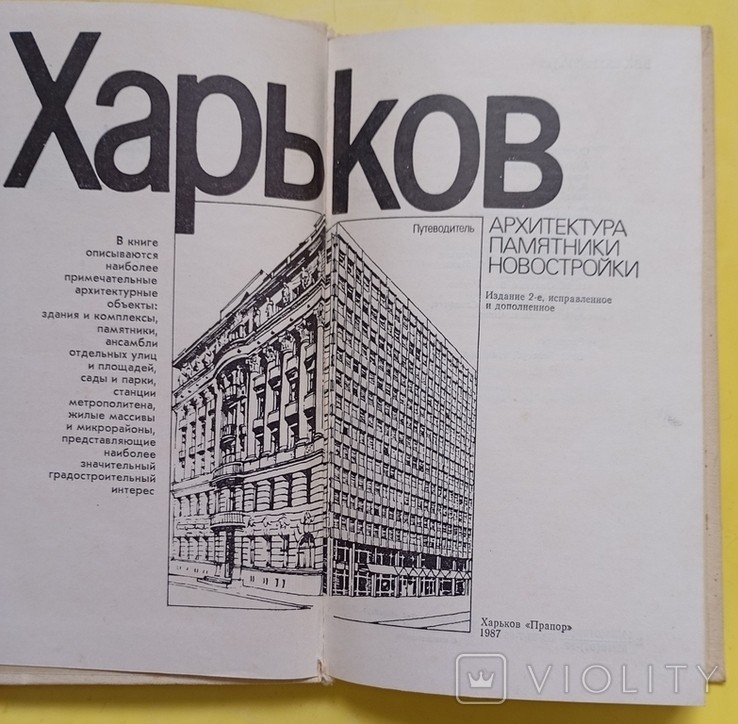 Харьков
В книге
описываются
наиболее
примечательные
архитектурные
объекты:
здания и комплексы,
памятники,
ансамбли
отдельных улиц
и площадей,
сады и парки,
станции
метрополитена,
жилые массивы
и микрорайоны,
представляющие
наиболее
значительный
градостроительный
интерес
Путеводитель
АРХИТЕКТУРА
ПАМЯТНИКИ
НОВОСТРОЙКИ
Издание 2-е, исправленное
и дополненное
Харьков «Прапор»
1987
VIOLITY